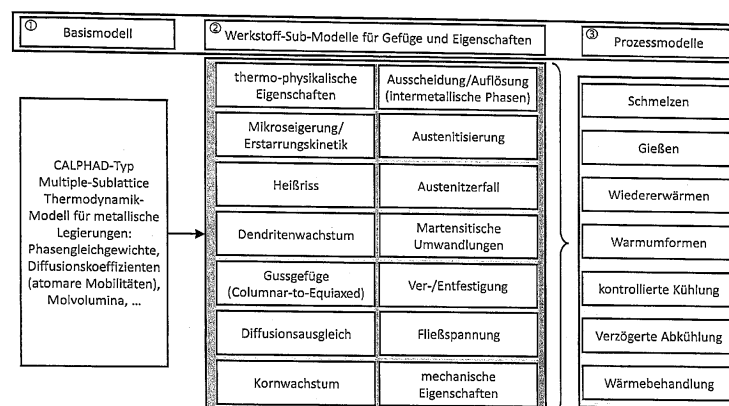 ① Basismodell
② Werkstoff-Sub-Modelle für Gefüge und Eigenschaften
③ Prozessmodelle
CALPHAD-Typ
Multiple-Sublattice
Thermodynamik-
Modell für metallische
Legierungen:
Phasengleichgewichte,
Diffusionskoeffizienten
(atomare Mobilitäten),
Molvolumina, ...
thermo-physikalische
Eigenschaften
Mikroseigerung/
Erstarrungskinetik
Heißriss
Dendritenwachstum
Gussgefüge
(Columnar-to-Equiaxed)
Diffusionsausgleich
Kornwachstum
Ausscheidung/Auflösung
(intermetallische Phasen)
Austenitisierung
Austenitzerfall
Martensitische
Umwandlungen
Ver-/Entfestigung
Fließspannung
mechanische
Eigenschaften
Schmelzen
Gießen
Wiedererwärmen
Warmumformen
kontrollierte Kühlung
Verzögerte Abkühlung
Wärmebehandlung